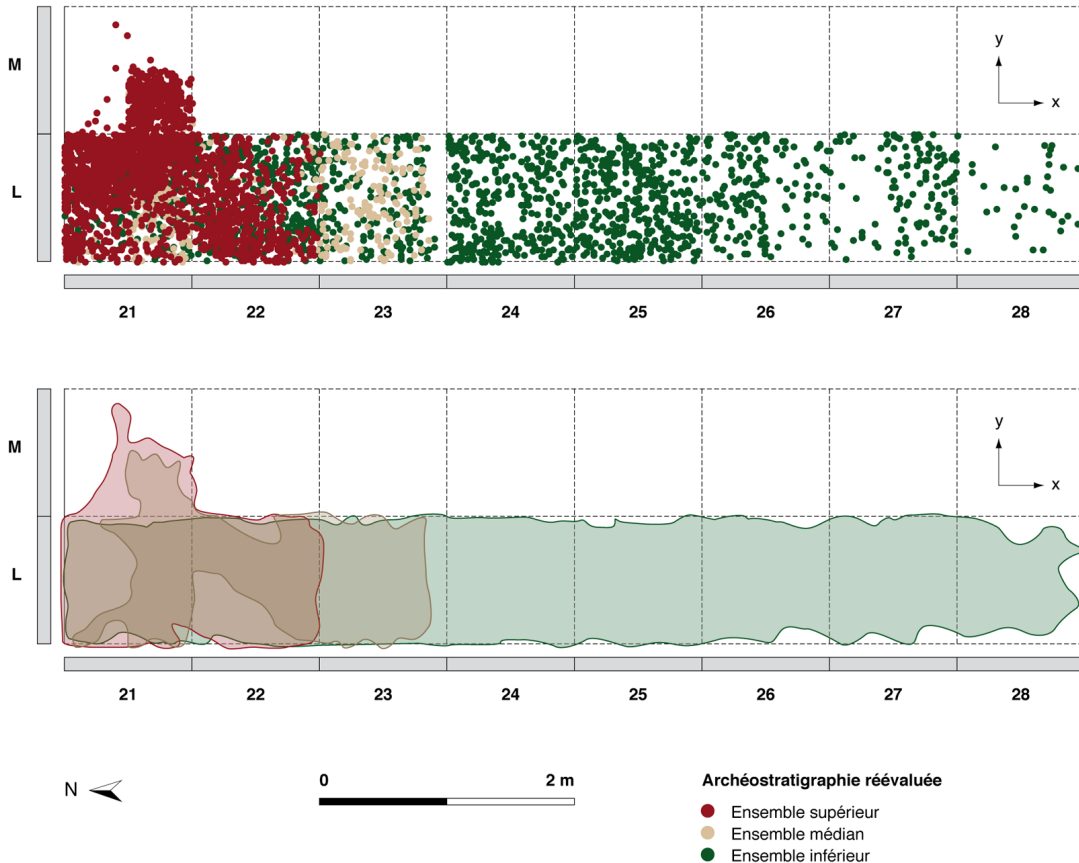 y
M
x
L
21 22 23 24 25 26 27 28
y
M
x
L
21 22 23 24 25 26 27 28
N
0 2 m
Archéostratigraphie réévaluée
Ensemble supérieur
Ensemble médian
Ensemble inférieur